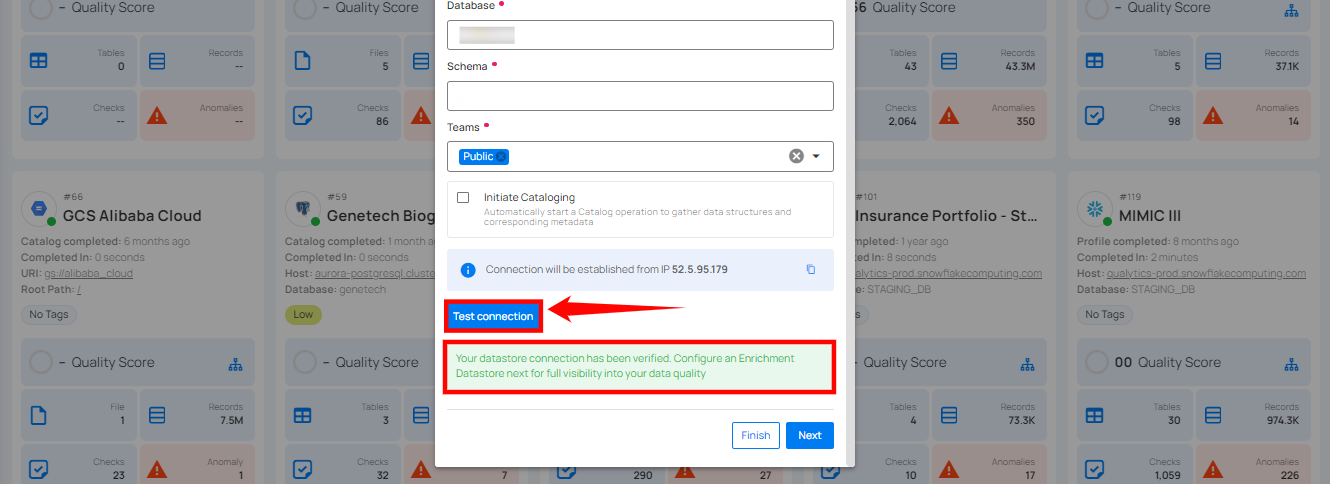 – Quality Score
– Quality Score
66 Quality Score
– Quality Score
Tables
0
Records
--
Files
5
Tables
43
Records
43.3M
Tables
5
Records
37.1K
Checks
--
Anomalies
--
Checks
86
Checks
2,064
Anomalies
350
Checks
98
Anomalies
14
Database
Schema
Teams
Public
Initiate Cataloging
Automatically start a Catalog operation to gather data structures and
corresponding metadata
Connection will be established from IP 52.5.95.179
Test connection
Your datastore connection has been verified. Configure an Enrichment
Datastore next for full visibility into your data quality
Finish
Next
#66
GCS Alibaba Cloud
Catalog completed: 6 months ago
Completed In: 0 seconds
URI: gs://alibaba_cloud
Root Path: /
No Tags
– Quality Score
File
1
Records
7.5M
Checks
23
Anomaly
1
#59
Genetech Biog
Catalog completed: 1 month a
Completed In: 0 seconds
Host: aurora-postgresql.cluste
Database: genetech
Low
– Quality Score
Tables
3
Checks
32
7
290
27
#101
Insurance Portfolio - St...
completed: 1 year ago
In: 8 seconds
alytics-prod.snowflakecomputing.com
STAGING_DB
– Quality Score
Tables
4
Records
73.3K
Checks
10
Anomalies
17
#119
MIMIC III
Profile completed: 8 months ago
Completed In: 2 minutes
Host: qualytics-prod.snowflakecomputing.com
Database: STAGING_DB
No Tags
00 Quality Score
Tables
30
Records
974.3K
Checks
1,059
Anomalies
226